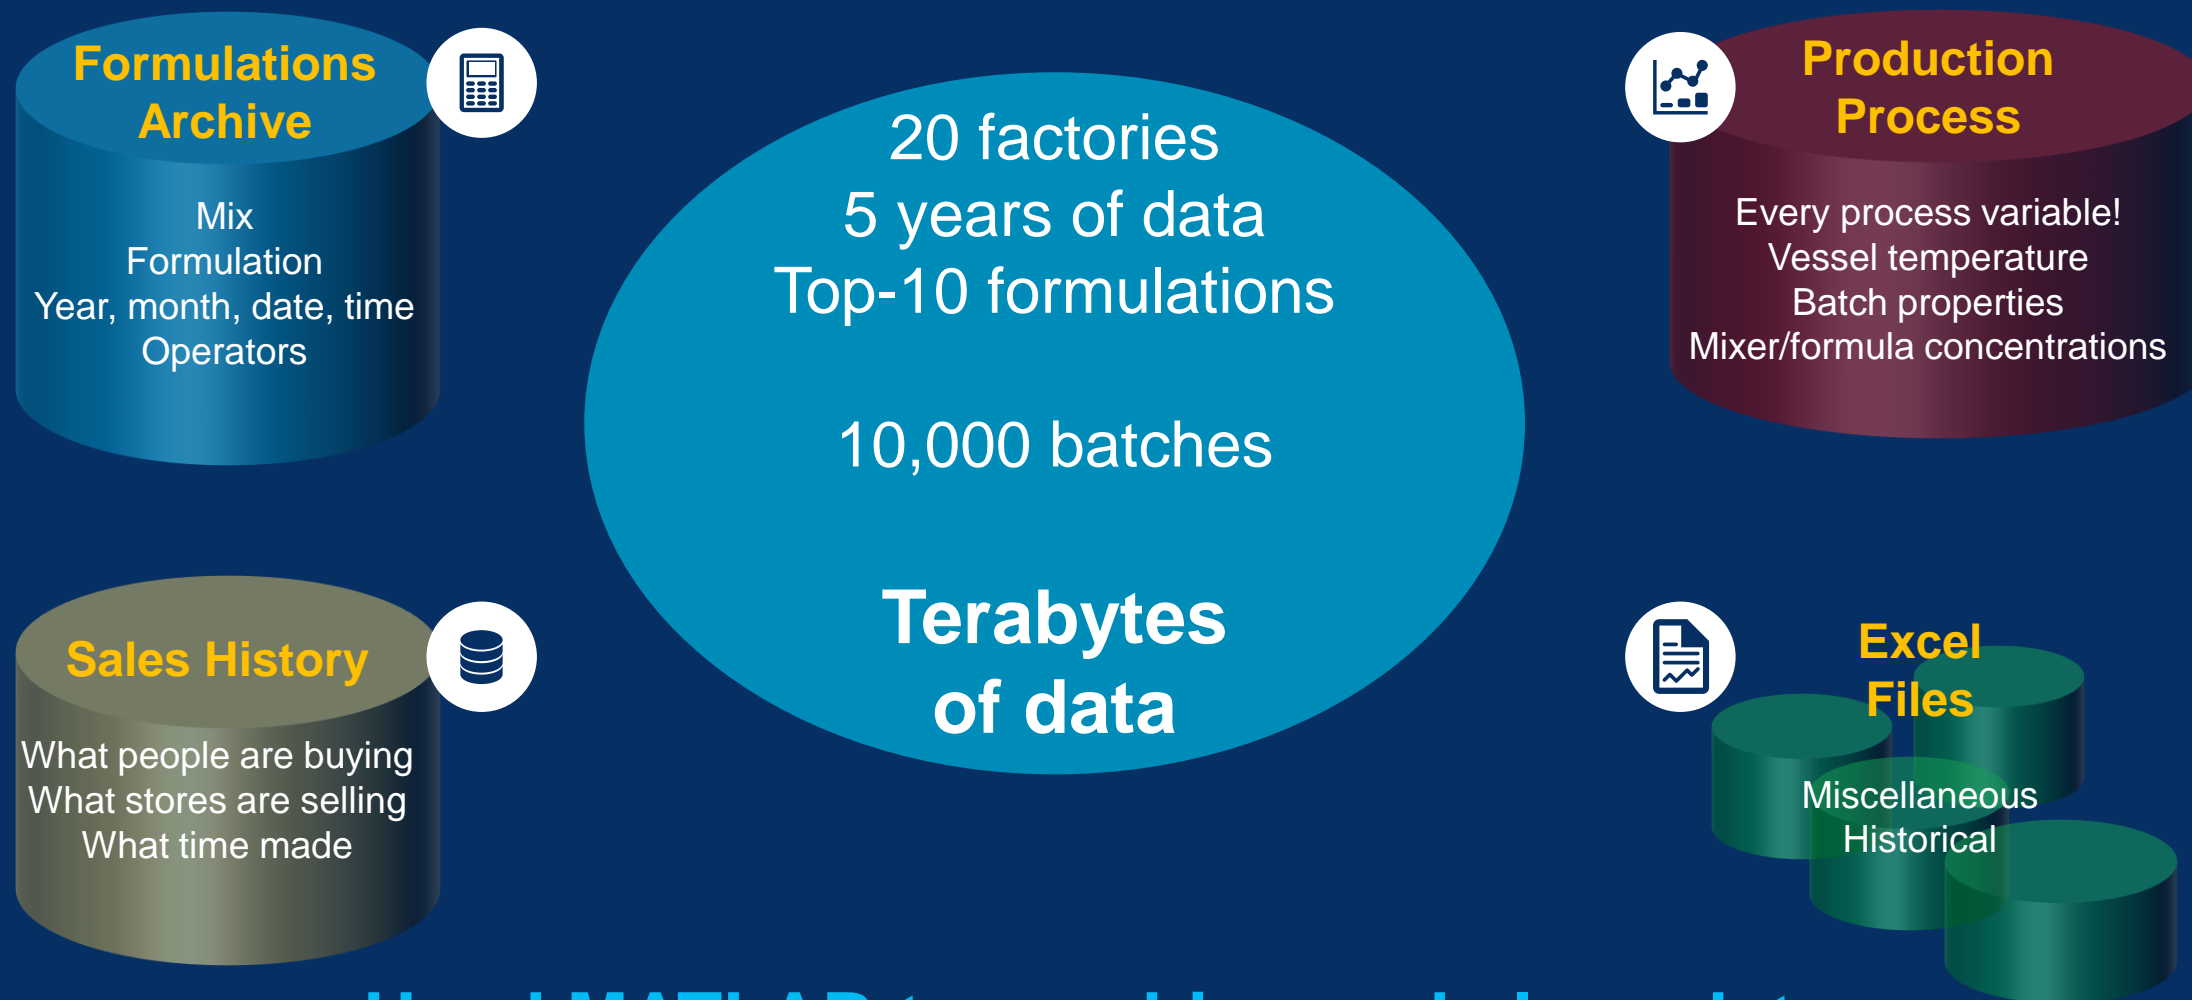 Formulations
Archive
Mix
Formulation
Year, month, date, time
Operators
20 factories
5 years of data
Top-10 formulations
10,000 batches
Terabytes
of data
Production
Process
Every process variable!
Vessel temperature
Batch properties
Mixer/formula concentrations
Sales History
What people are buying
What stores are selling
What time made
Excel
Files
Miscellaneous
Historical
MATLAB